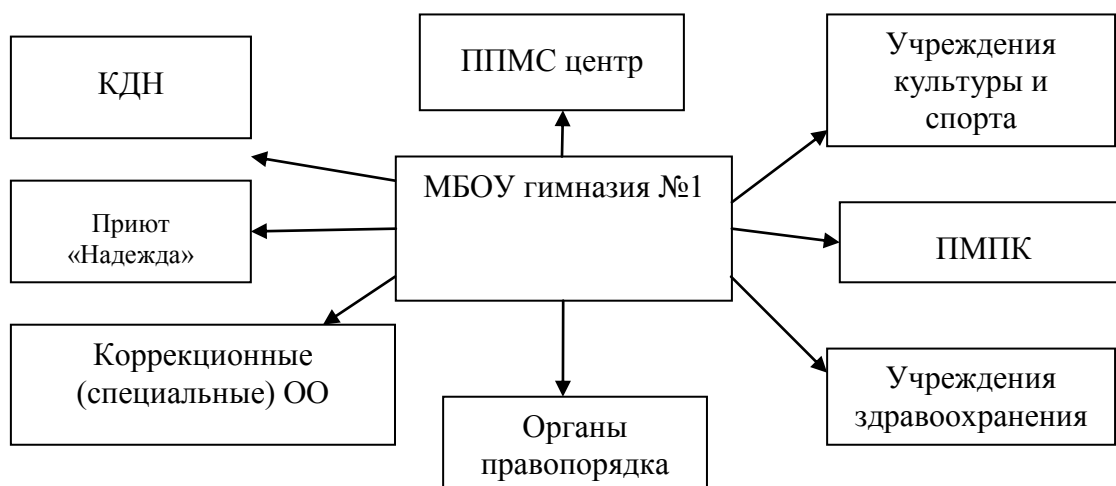 КДН
ППМС центр
Учреждения
культуры и
спорта
МБОУ гимназия №1
Приют
«Надежда»
ПМПК
Коррекционные
(специальные) ОО
Учреждения
здравоохранения
Органы
правопорядка